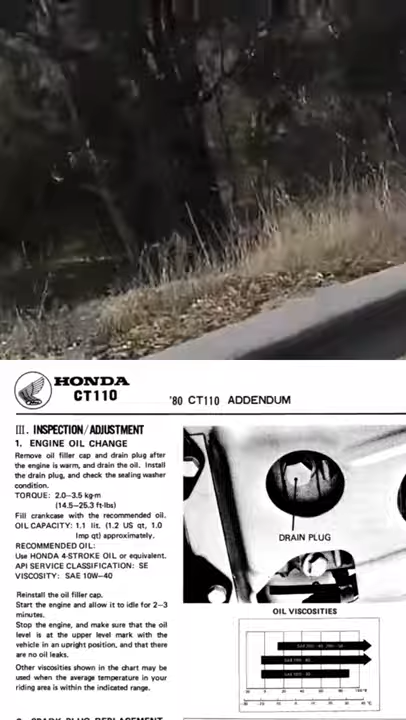 HONDA
CT110
'80 CT110 ADDENDUM
III. INSPECTION/ADJUSTMENT
1. ENGINE OIL CHANGE
Remove oil filler cap and drain plug after
the engine is warm, and drain the oil. Install
the drain plug, and check the sealing washer
condition.
TORQUE: 2.0–3.5 kg-m
(14.5–25.3 ft-lbs)
Fill crankcase with the recommended oil.
OIL CAPACITY: 1.1 lit. (1.2 US qt, 1.0
Imp qt) approximately.
RECOMMENDED OIL:
Use HONDA 4-STROKE OIL or equivalent.
API SERVICE CLASSIFICATION: SE
VISCOSITY: SAE 10W-40
Reinstall the oil filler cap.
Start the engine and allow it to idle for 2–3
minutes.
Stop the engine, and make sure that the oil
level is at the upper level mark with the
vehicle in an upright position, and that there
are no oil leaks.
Other viscosities shown in the chart may be
used when the average temperature in your
riding area is within the indicated range.
DRAIN PLUG
OIL VISCOSITIES